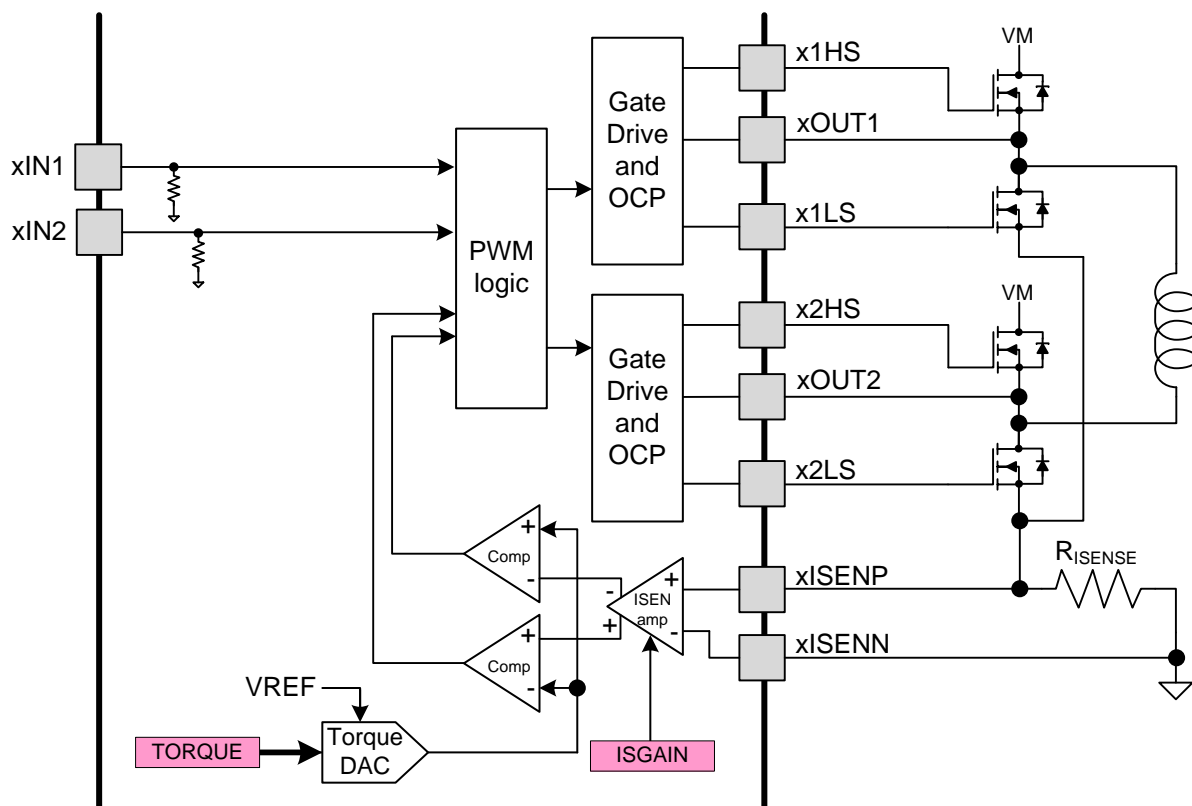 VM
x1HS
Gate
Drive
and
OCP
xOUT1
xIN1
x1LS
xIN2
PWM
logic
VM
x2HS
Gate
Drive
and
OCP
xOUT2
x2LS
+
Comp
-
RISENSE
xISENP
+
-
ISEN
amp
+
-
xISENN
+
Comp
-
VREF
TORQUE
Torque
DAC
ISGAIN